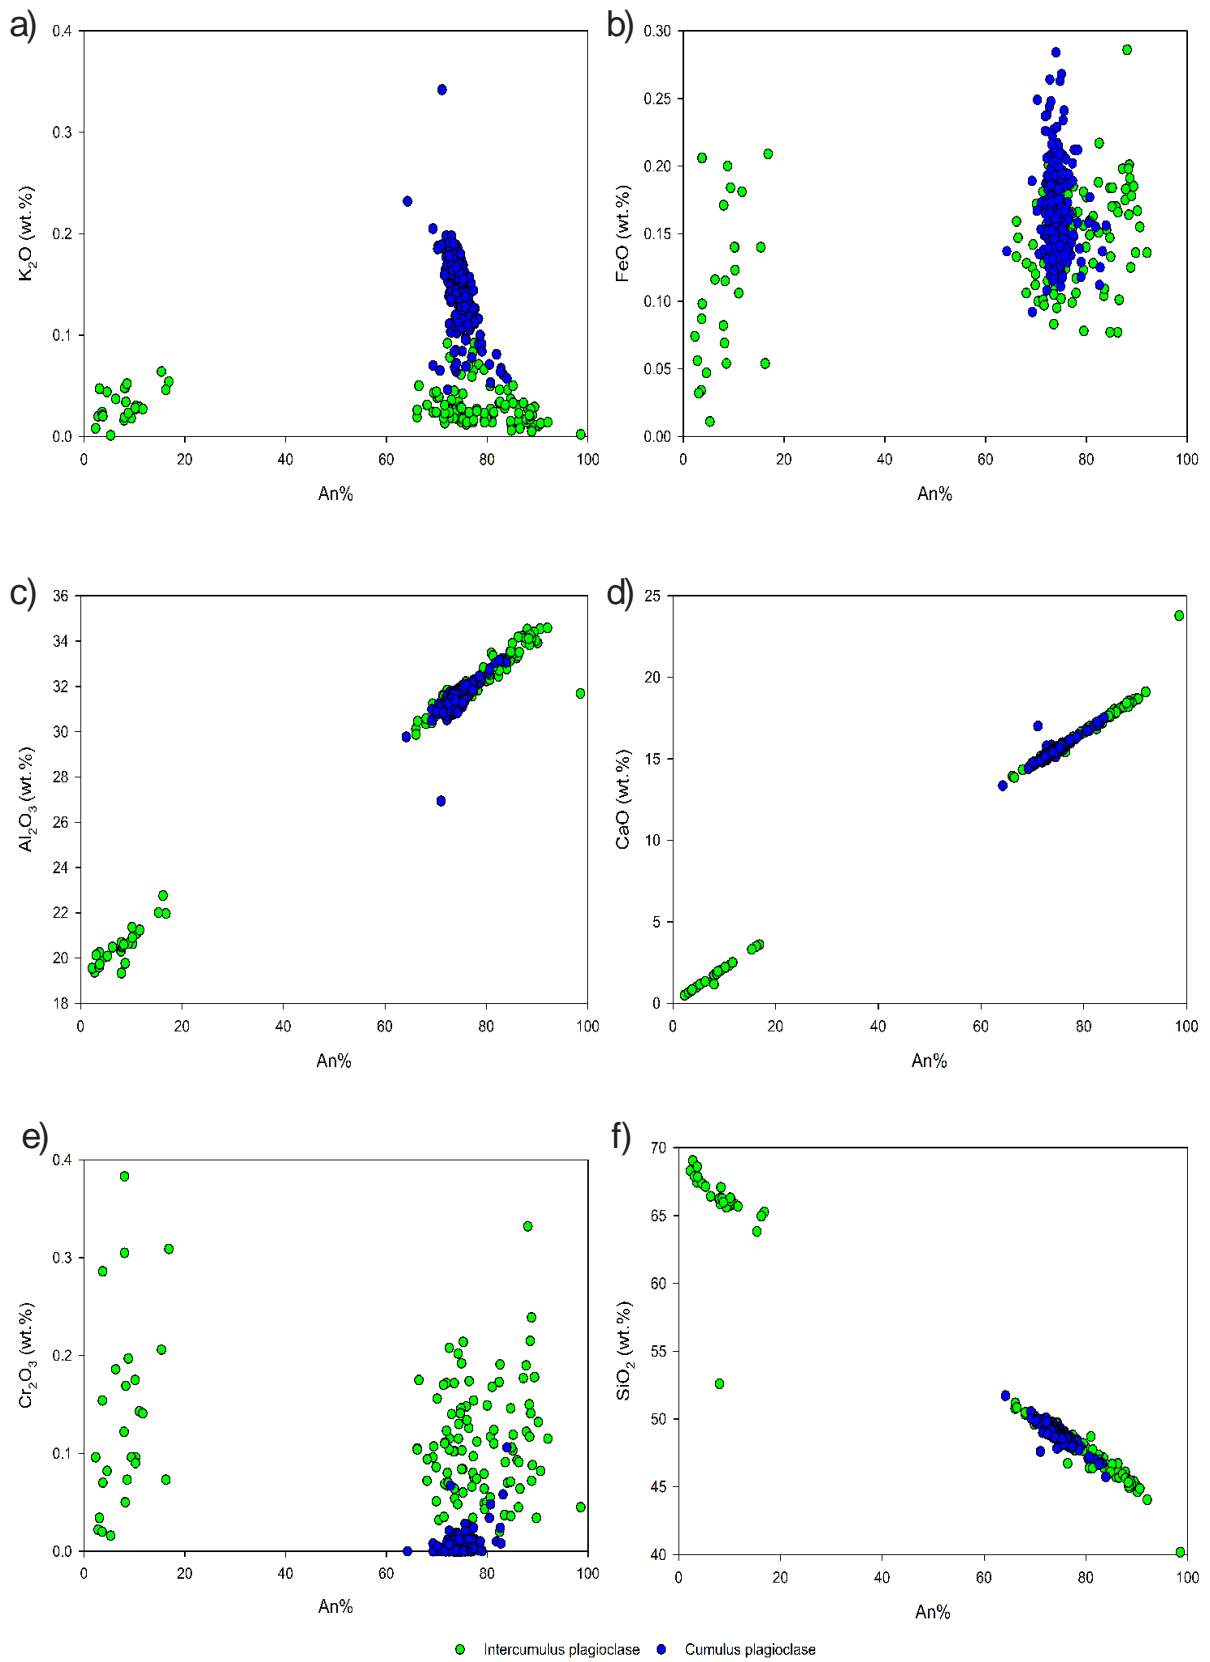 a)
0.4
0.3
0.2
0.1
0.0
K2O (wt.%)
0 20 40 60 80 100
An%
b)
0.30
0.25
0.20
0.15
0.10
0.05
0.00
FeO (wt.%)
0 20 40 60 80 100
An%
c)
36
34
32
30
28
26
24
22
20
18
Al2O3 (wt.%)
0 20 40 60 80 100
An%
d)
25
20
15
10
5
0
CaO (wt.%)
0 20 40 60 80 100
An%
e)
0.4
0.3
0.2
0.1
0.0
Cr2O3 (wt.%)
0 20 40 60 80 100
An%
f)
70
65
60
55
50
45
40
SiO2 (wt.%)
0 20 40 60 80 100
An%
Intercumulus plagioclase Cumulus plagioclase